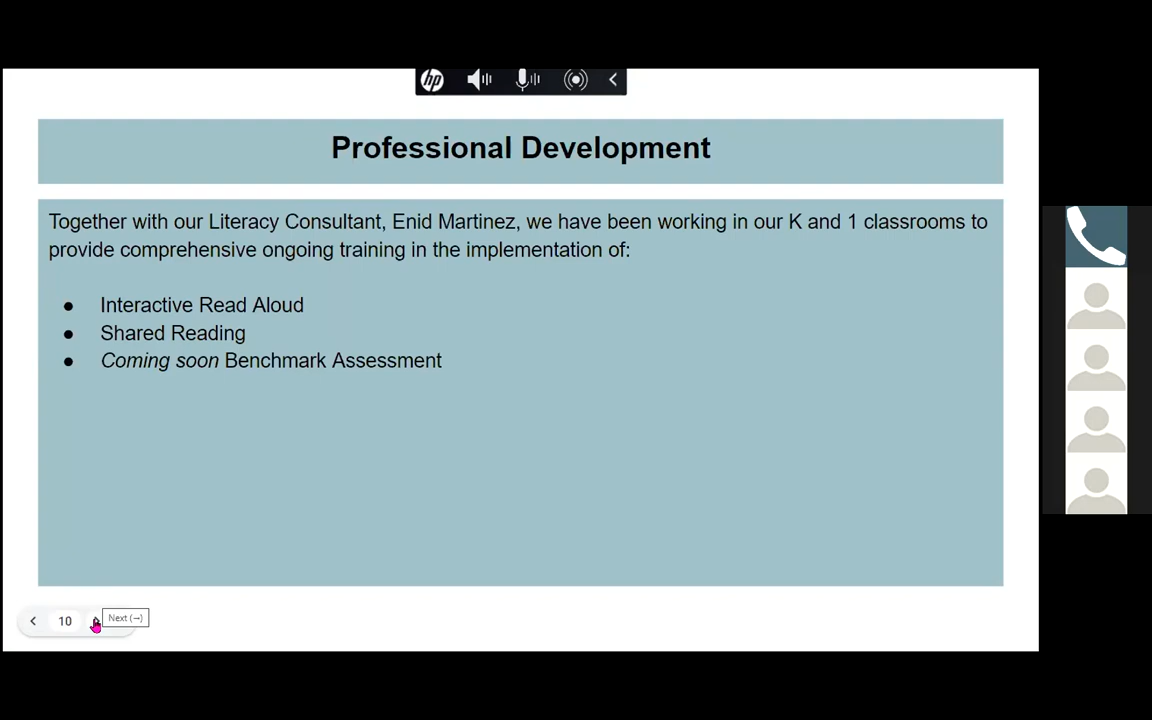 hp
Professional Development
Together with our Literacy Consultant, Enid Martinez, we have been working in our K and 1 classrooms to
provide comprehensive ongoing training in the implementation of:
● Interactive Read Aloud
● Shared Reading
● Coming soon Benchmark Assessment
10
Next (→)